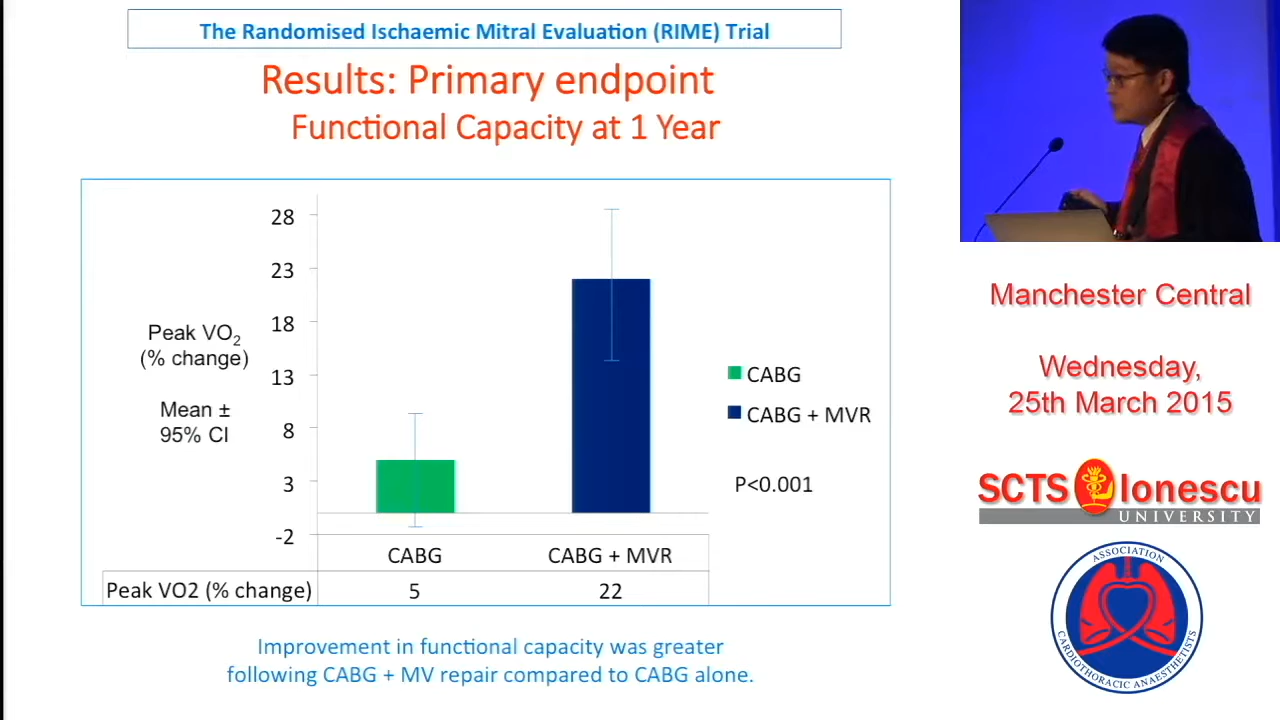 The Randomised Ischaemic Mitral Evaluation (RIME) Trial
Results: Primary endpoint
Functional Capacity at 1 Year
28
23
18
13
8
3
-2
Peak VO2
(% change)
Mean ±
95% CI
CABG
CABG + MVR
P<0.001
CABG
CABG + MVR
Peak VO2 (% change)
5
22
Improvement in functional capacity was greater
following CABG + MV repair compared to CABG alone.
Manchester Central
Wednesday,
25th March 2015
SCTS Ionescu
UNIVERSITY
ASSOCIATION
CARDIOTHORACIC ANAESTHETISTS